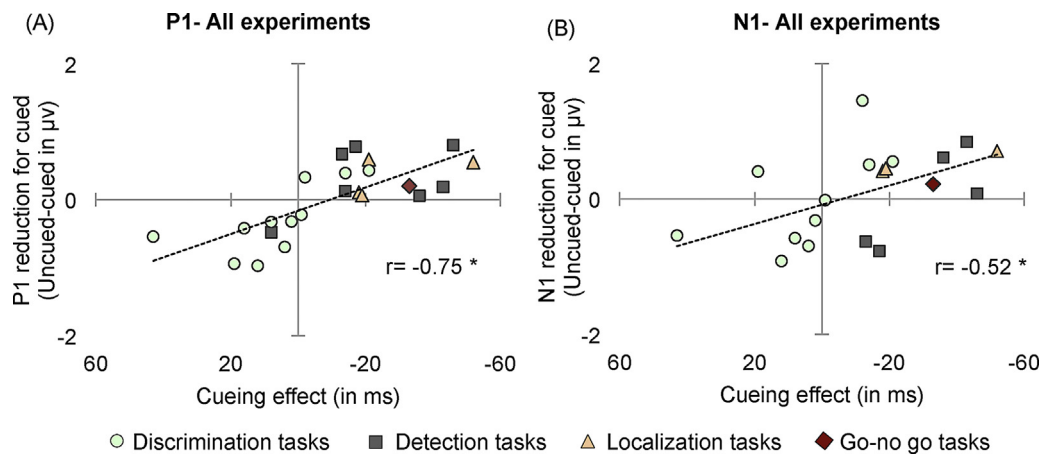 (A)
P1- All experiments
P1 reduction for cued
(Uncued-cued in μv)
2
0
-2
r= -0.75 *
60
20
-20
-60
Cueing effect (in ms)
(B)
N1- All experiments
N1 reduction for cued
(Uncued-cued in μv)
2
0
-2
r= -0.52 *
60
20
-20
-60
Cueing effect (in ms)
Discrimination tasks
Detection tasks
Localization tasks
Go-no go tasks